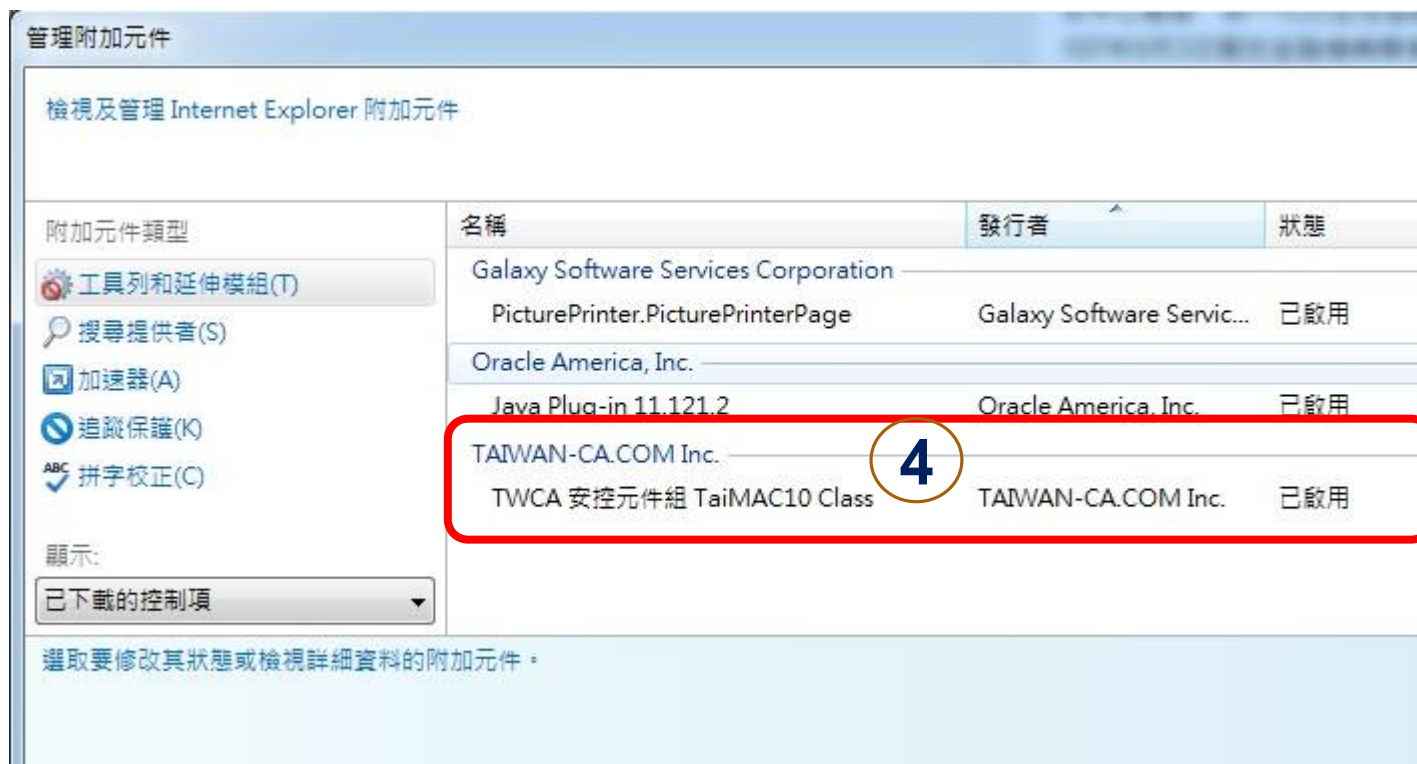 管理附加元件
檢視及管理 Internet Explorer 附加元件
附加元件類型
工具列和延伸模組(T)
搜尋提供者(S)
加速器(A)
追蹤保護(K)
ABC 拼字校正(C)
顯示:
已下載的控制項
名稱 發行者 狀態
Galaxy Software Services Corporation
PicturePrinter.PicturePrinterPage Galaxy Software Servic... 已啟用
Oracle America, Inc.
Java Plug-in 11.121.2 Oracle America, Inc. 已啟用
TAIWAN-CA.COM Inc. 4
TWCA 安控元件組 TaiMAC10 Class TAIWAN-CA.COM Inc. 已啟用
選取要修改其狀態或檢視詳細資料的附加元件。